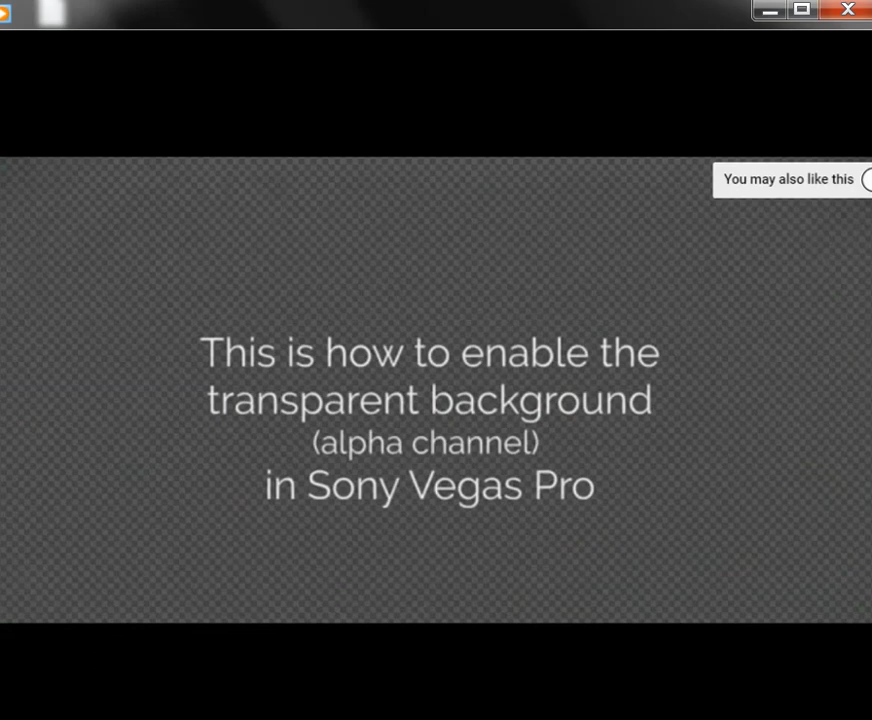 You may also like this
This is how to enable the
transparent background
(alpha channel)
in Sony Vegas Pro